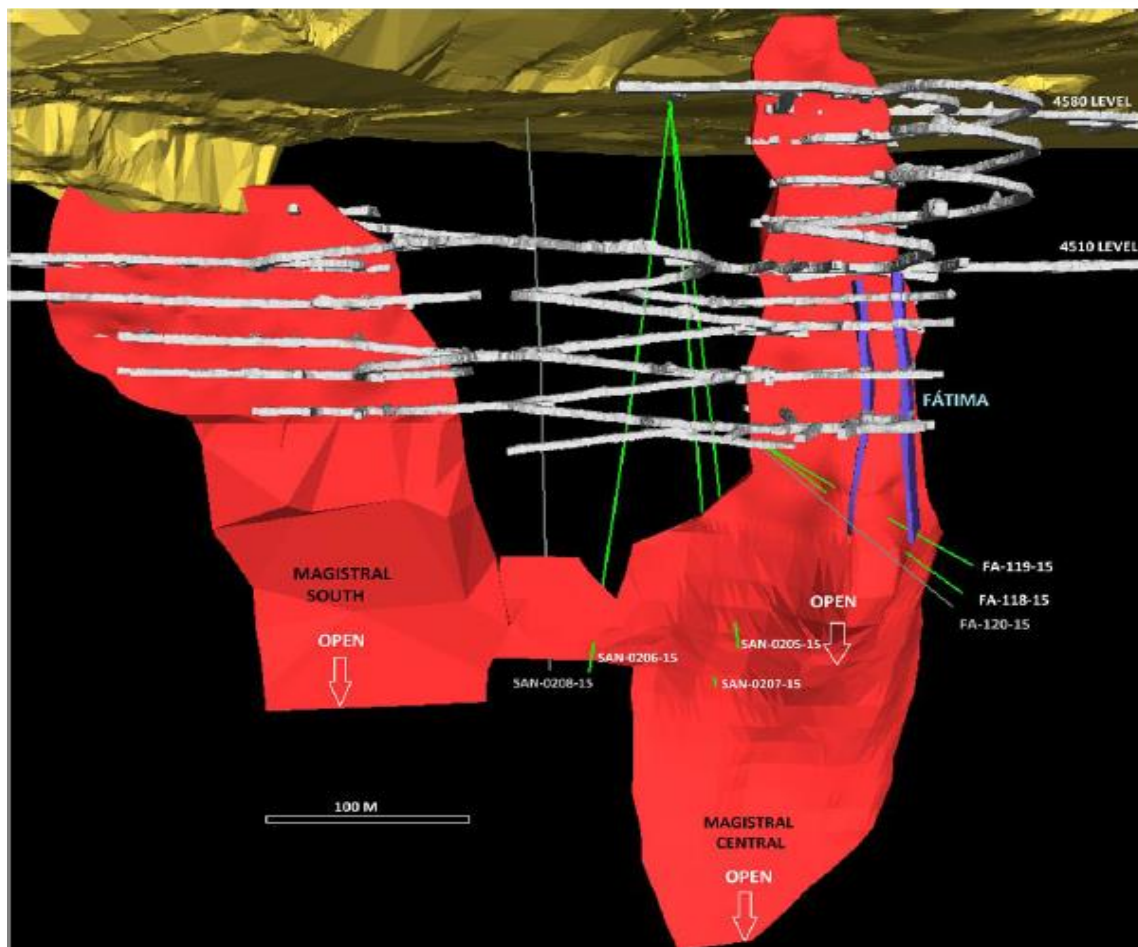 4580 LEVEL
4510 LEVEL
FÁTIMA
FA-119-15
MAGISTRAL
SOUTH
FA-118-15
OPEN
FA-120-15
OPEN
SAN-0205-15
SAN-0206-15
SAN-0208-15
SAN-0207-15
100 M
MAGISTRAL
CENTRAL
OPEN